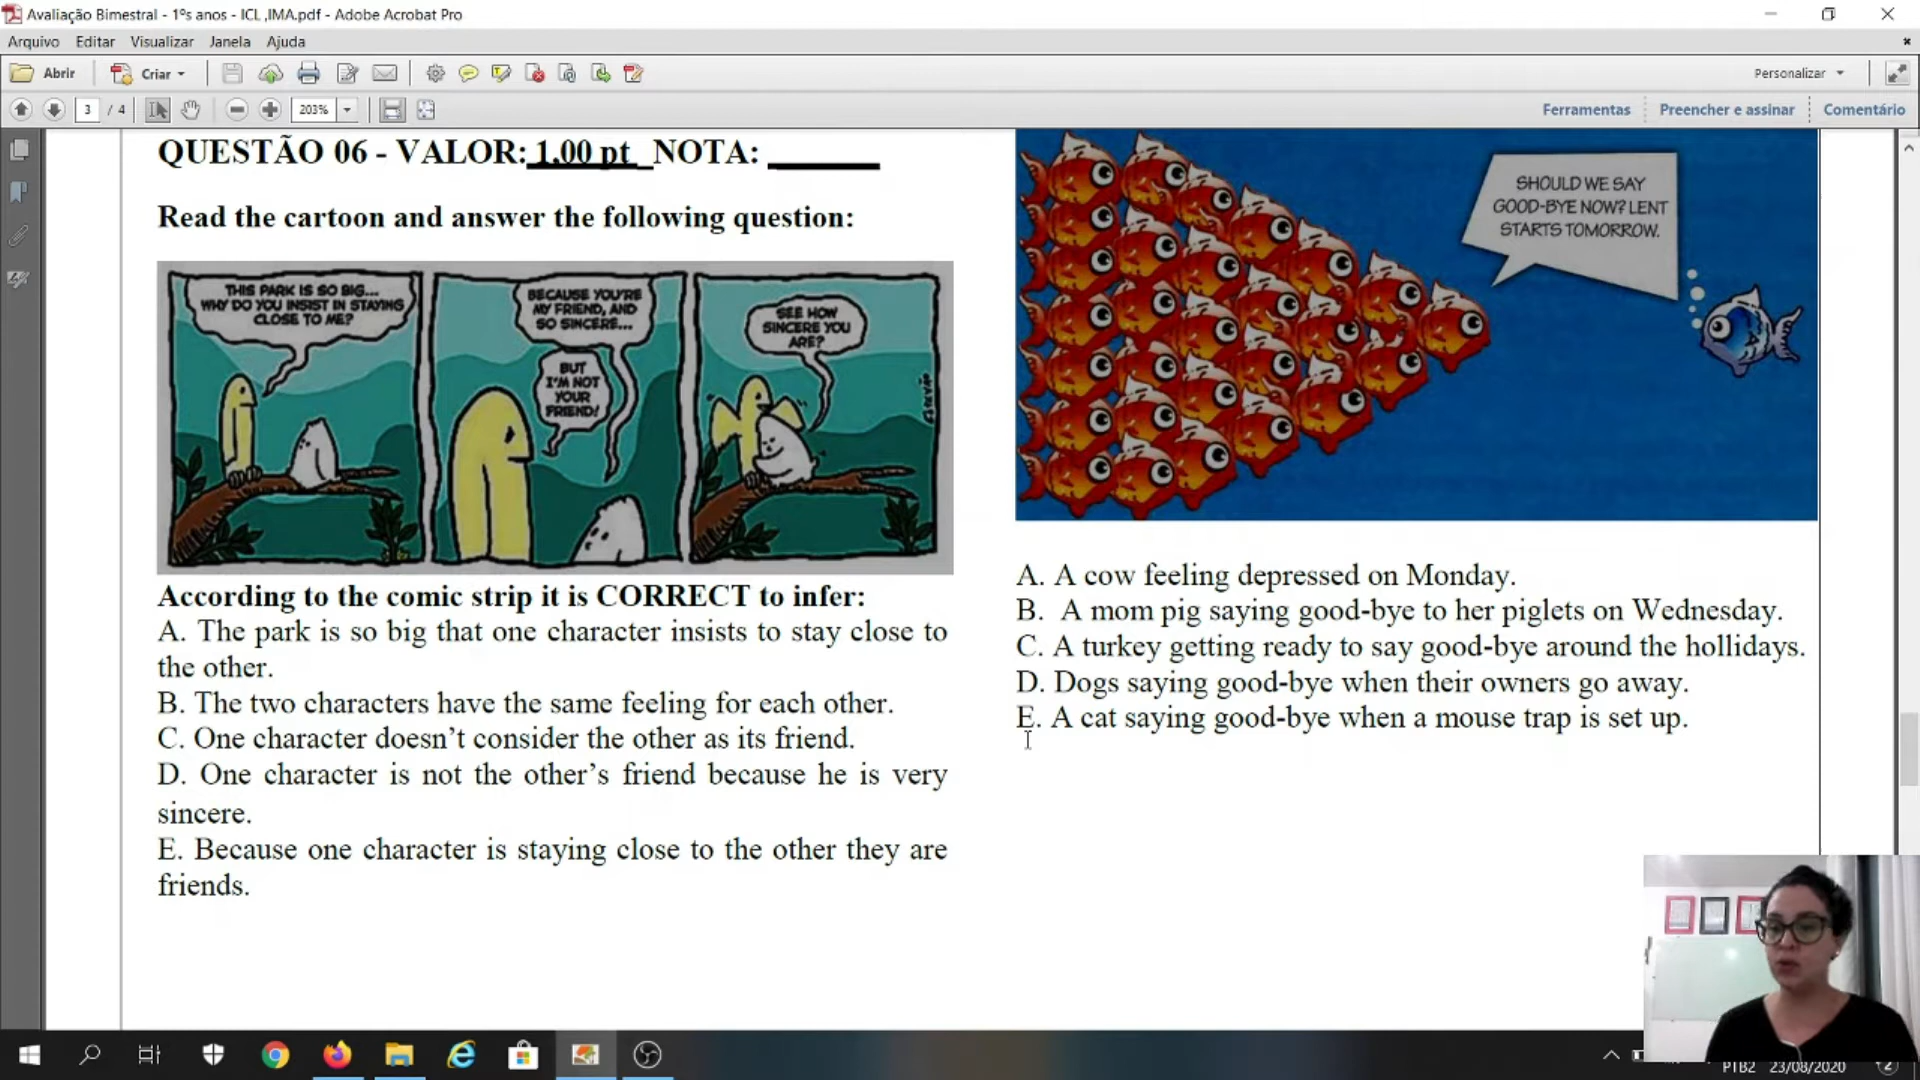 Avaliação Bimestral - 1ºs anos - ICL ,IMA.pdf - Adobe Acrobat Pro
Arquivo Editar Visualizar Janela Ajuda
Abrir Criar Personalizar
3 / 4 203% Ferramentas Preencher e assinar Comentário
QUESTÃO 06 - VALOR: 1,00 pt NOTA:
Read the cartoon and answer the following question:
THIS PARK IS SO BIG...
WHY DO YOU INSIST IN STAYING
CLOSE TO ME?
BECAUSE YOU'RE
MY FRIEND, AND
SO SINCERE...
BUT
I'M NOT
YOUR
FRIEND!
SEE HOW
SINCERE YOU
ARE?
According to the comic strip it is CORRECT to infer:
A. The park is so big that one character insists to stay close to
the other.
B. The two characters have the same feeling for each other.
C. One character doesn’t consider the other as its friend.
D. One character is not the other’s friend because he is very
sincere.
E. Because one character is staying close to the other they are
friends.
SHOULD WE SAY
GOOD-BYE NOW? LENT
STARTS TOMORROW.
A. A cow feeling depressed on Monday.
B. A mom pig saying good-bye to her piglets on Wednesday.
C. A turkey getting ready to say good-bye around the hollidays.
D. Dogs saying good-bye when their owners go away.
E. A cat saying good-bye when a mouse trap is set up.
PTB2 23/08/2020 2